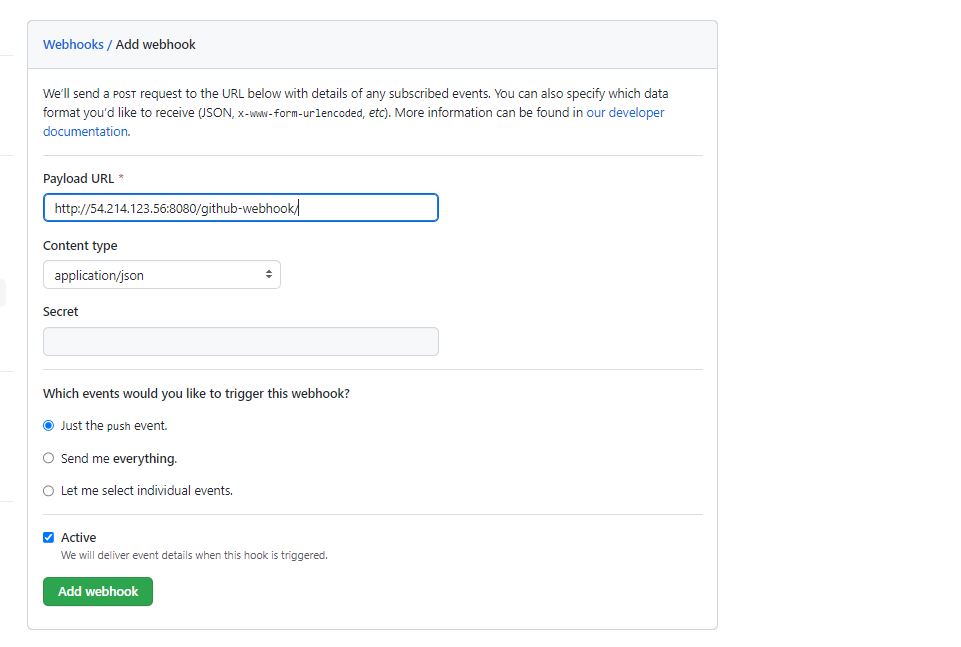 Webhooks / Add webhook
We'll send a POST request to the URL below with details of any subscribed events. You can also specify which data
format you'd like to receive (JSON, x-www-form-urlencoded, etc). More information can be found in our developer
documentation.
Payload URL *
http://54.214.123.56:8080/github-webhook/
Content type
application/json
Secret
Which events would you like to trigger this webhook?
Just the push event.
Send me everything.
Let me select individual events.
Active
We will deliver event details when this hook is triggered.
Add webhook